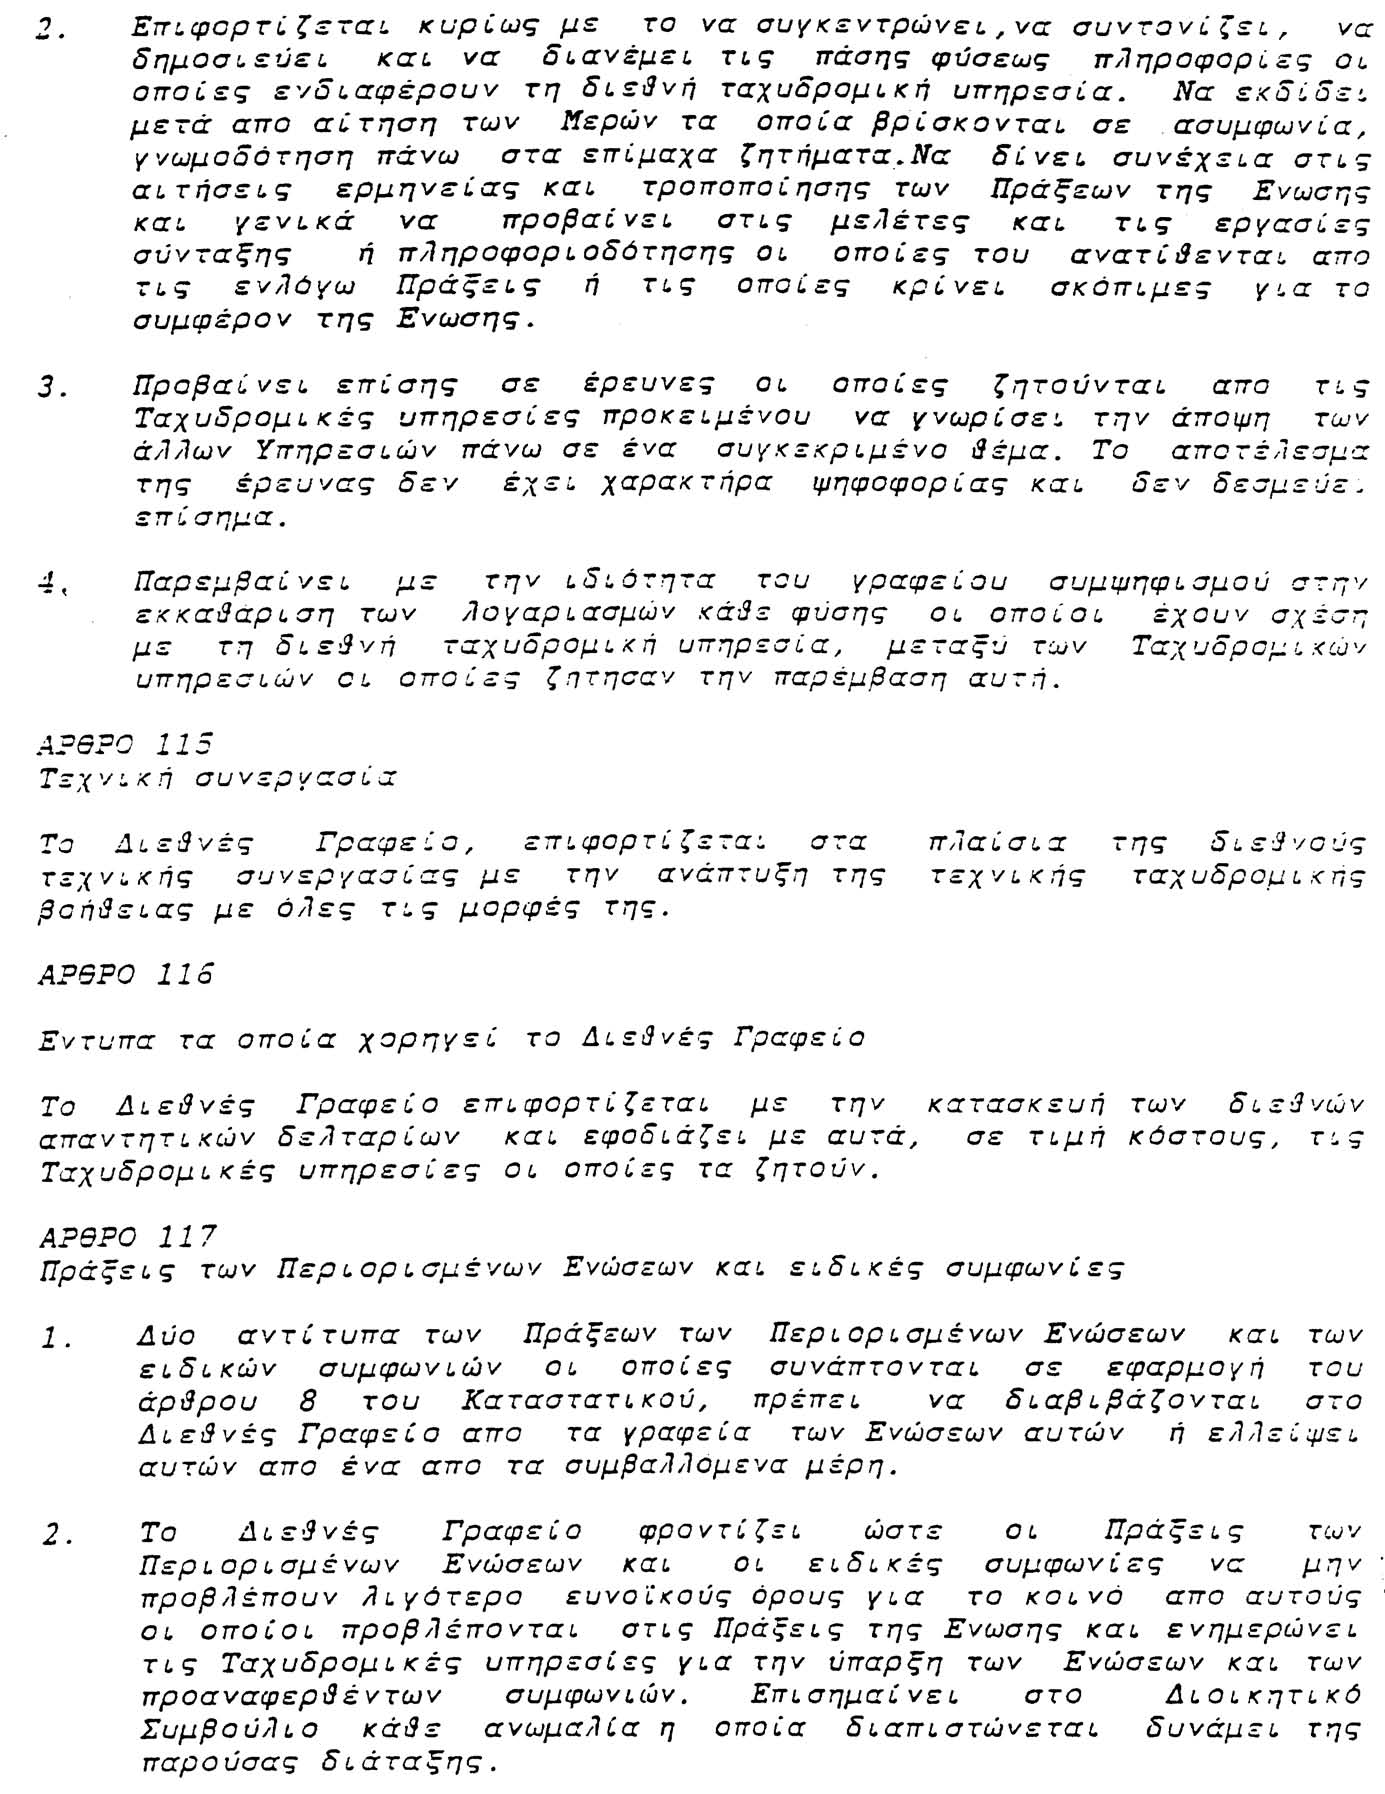 2. Επιφορτίζεται κυρίως με το να συγκεντρώνει,να συντονίζει, να
δημοσιεύει και να διανέμει τις πάσης φύσεως πληροφορίες οι
οποίες ενδιαφέρουν τη διεθνή ταχυδρομική υπηρεσία. Να εκδίδει
μετά απο αίτηση των Μερών τα οποία βρίσκονται σε ασυμφωνία,
γνωμοδότηση πάνω στα επίμαχα ζητήματα.Να δίνει συνέχεια στις
αιτήσεις ερμηνείας και τροποποίησης των Πράξεων της Ενωσης
και γενικά να προβαίνει στις μελέτες και τις εργασίες
σύνταξης ή πληροφοριοδότησης οι οποίες του ανατίθενται απο
τις ενλόγω Πράξεις ή τις οποίες κρίνει σκόπιμες για το
συμφέρον της Ενωσης.
3. Προβαίνει επίσης σε έρευνες οι οποίες ζητούνται απο τις
Ταχυδρομικές υπηρεσίες προκειμένου να γνωρίσει την άποψη των
άλλων Υπηρεσιών πάνω σε ένα συγκεκριμένο θέμα. Το αποτέλεσμα
της έρευνας δεν έχει χαρακτήρα ψηφοφορίας και δεν δεσμεύει
επίσημα.
4. Παρεμβαίνει με την ιδιότητα του γραφείου συμψηφισμού στην
εκκαθάριση των λογαριασμών κάθε φύσης οι οποίοι έχουν σχέση
με τη διεθνή ταχυδρομική υπηρεσία, μεταξύ των Ταχυδρομικών
υπηρεσιών οι οποίες ζητησαν την παρέμβαση αυτή.
ΑΡΘΡΟ 115
Τεχνική συνεργασία
Το Διεθνές Γραφείο, επιφορτίζεται στα πλαίσια της διεθνούς
τεχνικής συνεργασίας με την ανάπτυξη της τεχνικής ταχυδρομικής
βοήθειας με όλες τις μορφές της.
ΑΡΘΡΟ 116
Εντυπα τα οποία χορηγεί το Διεθνές Γραφείο
Το Διεθνές Γραφείο επιφορτίζεται με την κατασκευή των διεθνών
απαντητικών δελταρίων και εφοδιάζει με αυτά, σε τιμή κόστους, τις
Ταχυδρομικές υπηρεσίες οι οποίες τα ζητούν.
ΑΡΘΡΟ 117
Πράξεις των Περιορισμένων Ενώσεων και ειδικές συμφωνίες
1. Δύο αντίτυπα των Πράξεων των Περιορισμένων Ενώσεων και των
ειδικών συμφωνιών οι οποίες συνάπτονται σε εφαρμογή του
άρθρου 8 του Καταστατικού, πρέπει να διαβιβάζονται στο
Διεθνές Γραφείο απο τα γραφεία των Ενώσεων αυτών ή ελλείψει
αυτών απο ένα απο τα συμβαλλόμενα μέρη.
2. Το Διεθνές Γραφείο φροντίζει ώστε οι Πράξεις των
Περιορισμένων Ενώσεων και οι ειδικές συμφωνίες να μην
προβλέπουν λιγότερο ευνοϊκούς όρους για το κοινό απο αυτούς
οι οποίοι προβλέπονται στις Πράξεις της Ενωσης και ενημερώνει
τις Ταχυδρομικές υπηρεσίες για την ύπαρξη των Ενώσεων και των
προαναφερθέντων συμφωνιών. Επισημαίνει στο Διοικητικό
Συμβούλιο κάθε ανωμαλία η οποία διαπιστώνεται δυνάμει της
παρούσας διάταξης.